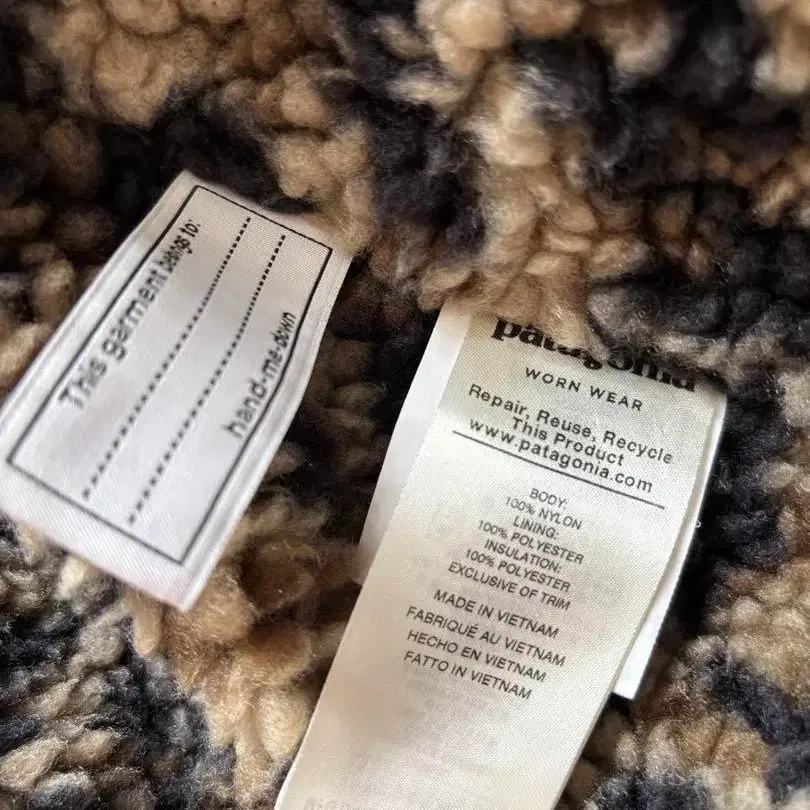 This garment belongs to:
hand-me-down
patagonia
WORN WEAR
Repair, Reuse, Recycle
This Product
www.patagonia.com
BODY:
100% NYLON
LINING:
100% POLYESTER
INSULATION:
100% POLYESTER
EXCLUSIVE OF TRIM
MADE IN VIETNAM
FABRIQUÉ AU VIETNAM
HECHO EN VIETNAM
FATTO IN VIETNAM